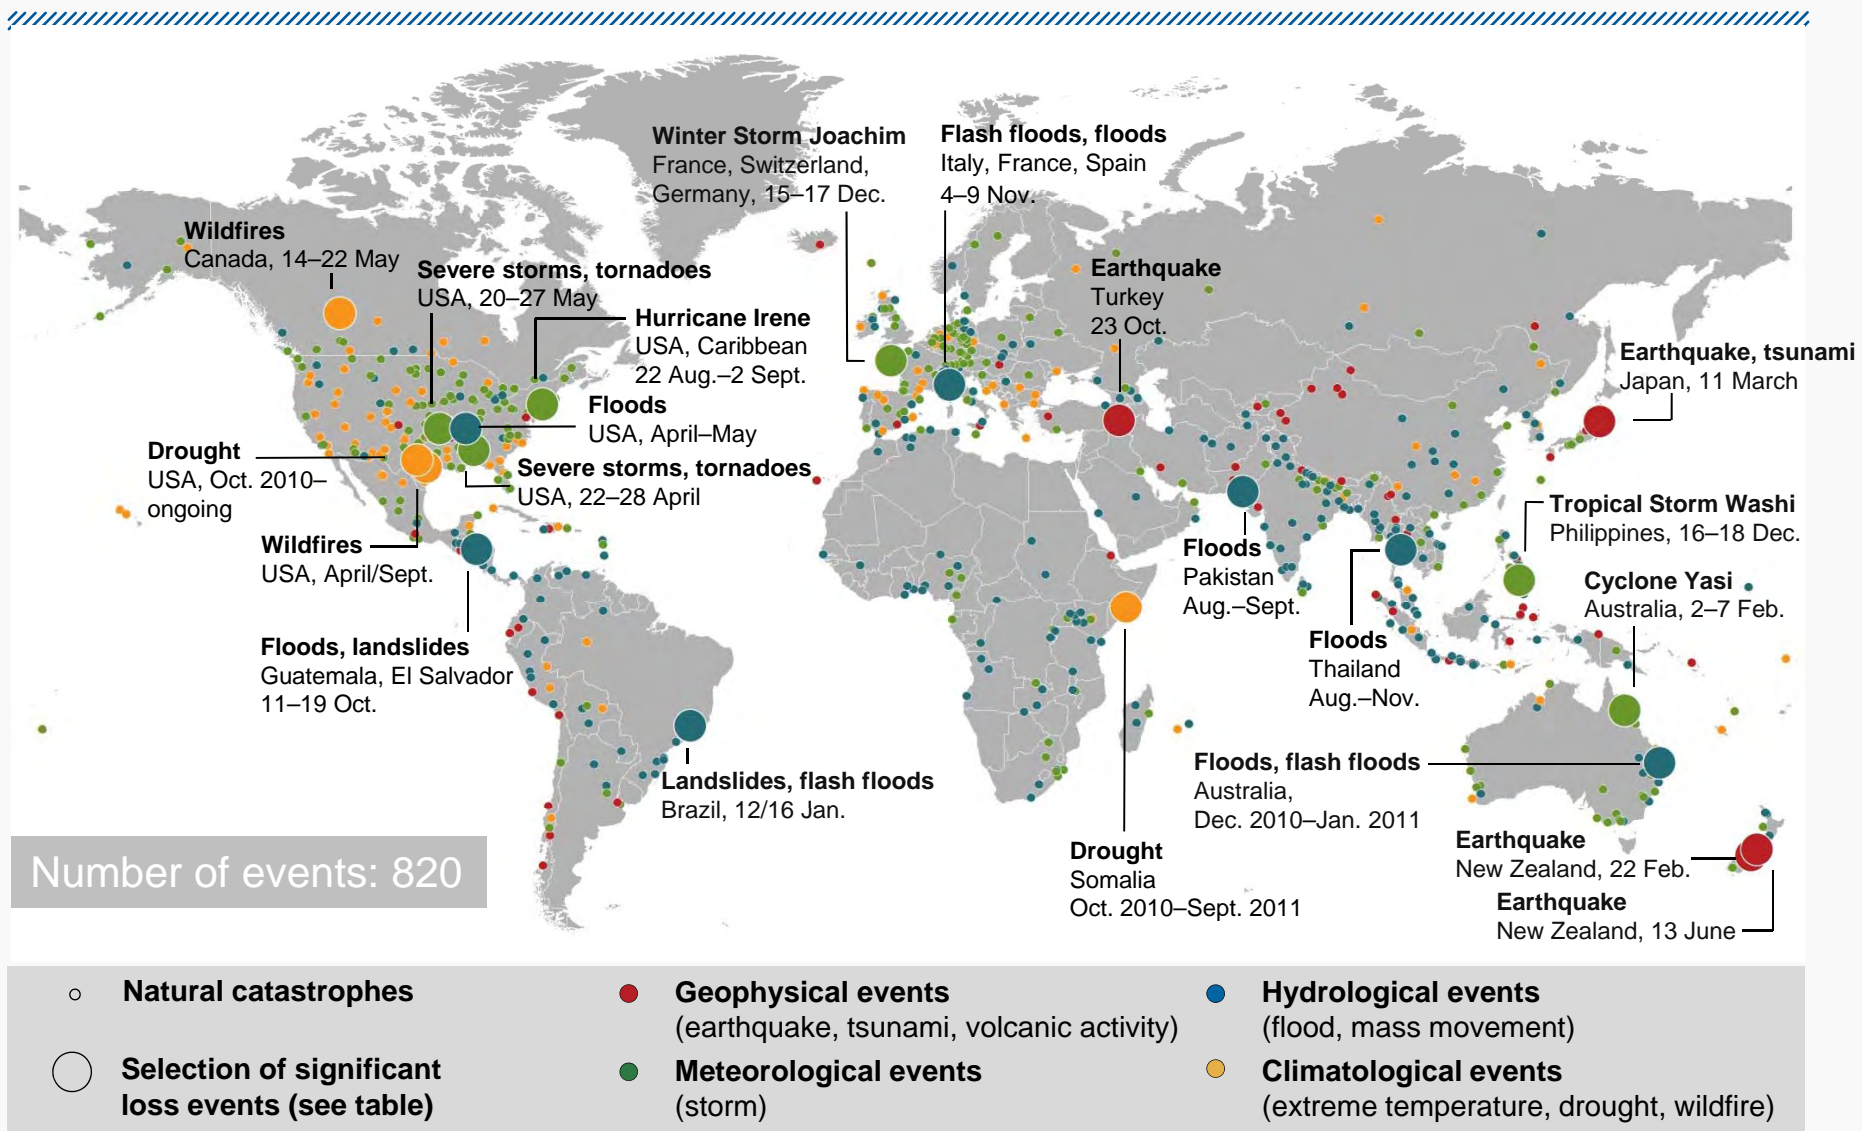 Winter Storm Joachim
France, Switzerland,
Germany, 15–17 Dec.
Flash floods, floods
Italy, France, Spain
4–9 Nov.
Wildfires
Canada, 14–22 May
Severe storms, tornadoes
USA, 20–27 May
Earthquake
Turkey
23 Oct.
Hurricane Irene
USA, Caribbean
22 Aug.–2 Sept.
Earthquake, tsunami
Japan, 11 March
Floods
USA, April–May
Drought
USA, Oct. 2010–
ongoing
Severe storms, tornadoes
USA, 22–28 April
Tropical Storm Washi
Philippines, 16–18 Dec.
Wildfires
USA, April/Sept.
Floods
Pakistan
Aug.–Sept.
Cyclone Yasi
Australia, 2–7 Feb.
Floods, landslides
Guatemala, El Salvador
11–19 Oct.
Floods
Thailand
Aug.–Nov.
Landslides, flash floods
Brazil, 12/16 Jan.
Floods, flash floods
Australia,
Dec. 2010–Jan. 2011
Drought
Somalia
Oct. 2010–Sept. 2011
Earthquake
New Zealand, 22 Feb.
Earthquake
New Zealand, 13 June
Number of events: 820
Natural catastrophes
Selection of significant
loss events (see table)
Geophysical events
(earthquake, tsunami, volcanic activity)
Meteorological events
(storm)
Hydrological events
(flood, mass movement)
Climatological events
(extreme temperature, drought, wildfire)